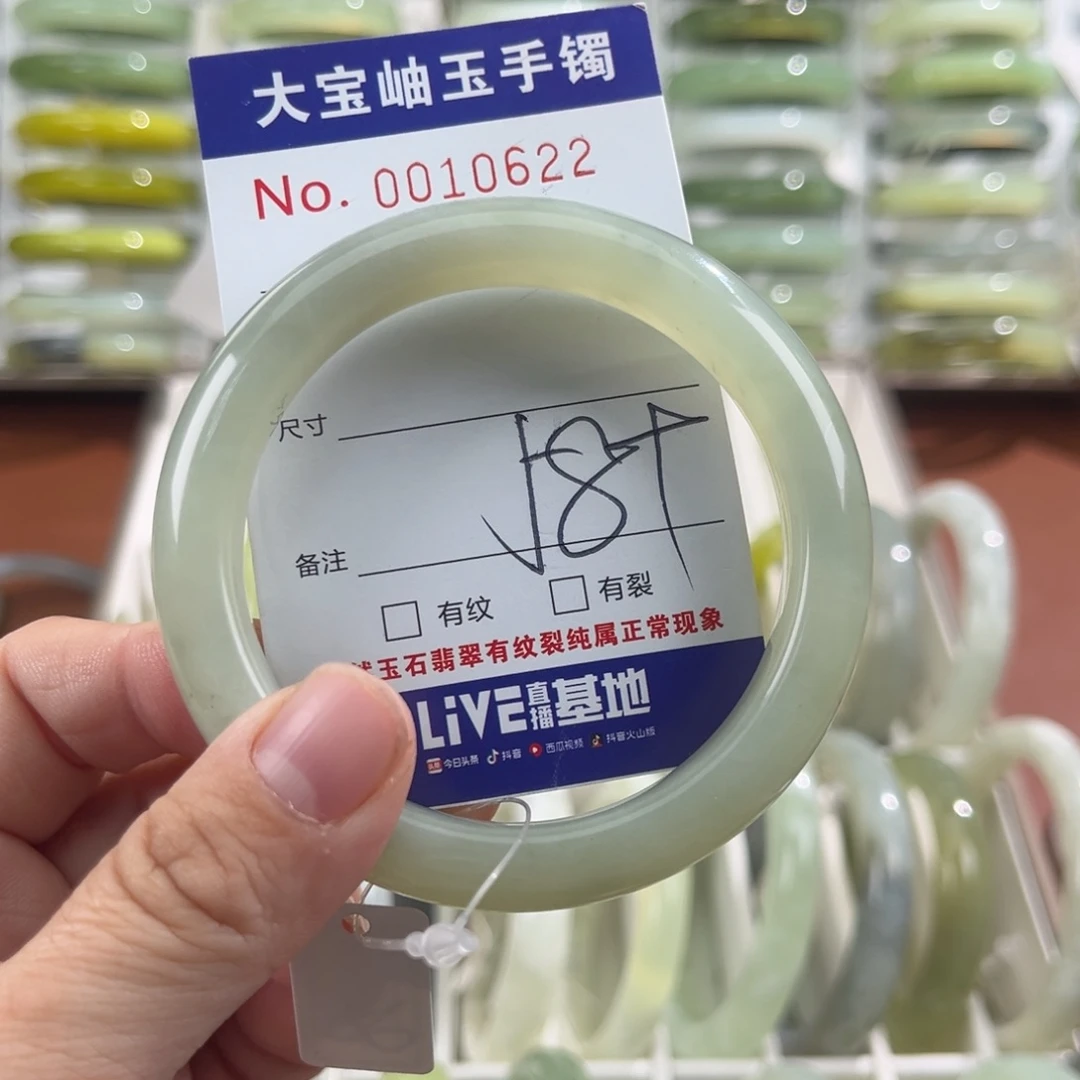 大宝岫玉手镯
No. 0010622
尺寸
备注
有纹 有裂
玉石翡翠有纹裂纯属正常现象
LiVE直播基地
头条 今日头条 抖音 西瓜视频 抖音火山版